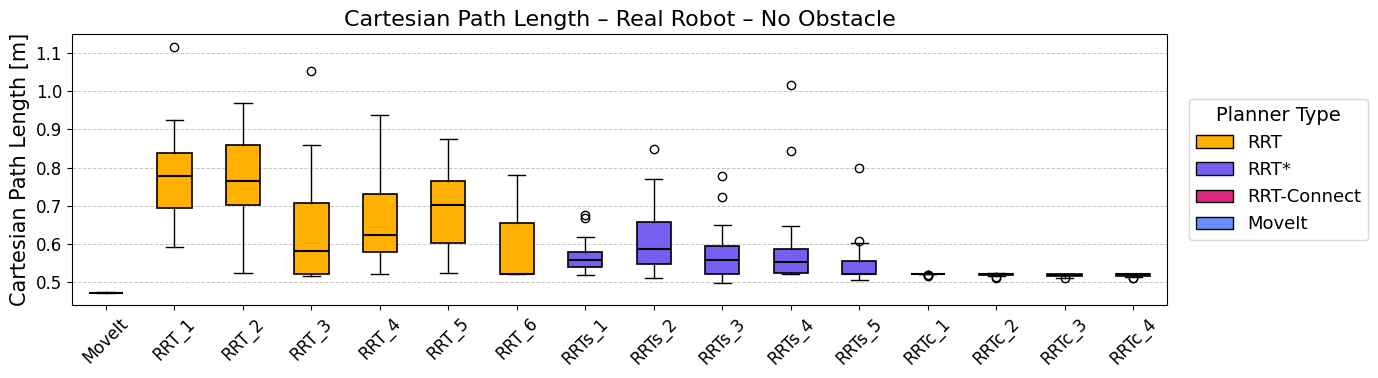 Cartesian Path Length – Real Robot – No Obstacle
Cartesian Path Length [m]
1.1
1.0
0.9
0.8
0.7
0.6
0.5
MoveIt
RRT_1
RRT_2
RRT_3
RRT_4
RRT_5
RRT_6
RRTs_1
RRTs_2
RRTs_3
RRTs_4
RRTs_5
RRTc_1
RRTc_2
RRTc_3
RRTc_4
Planner Type
RRT
RRT*
RRT-Connect
MoveIt